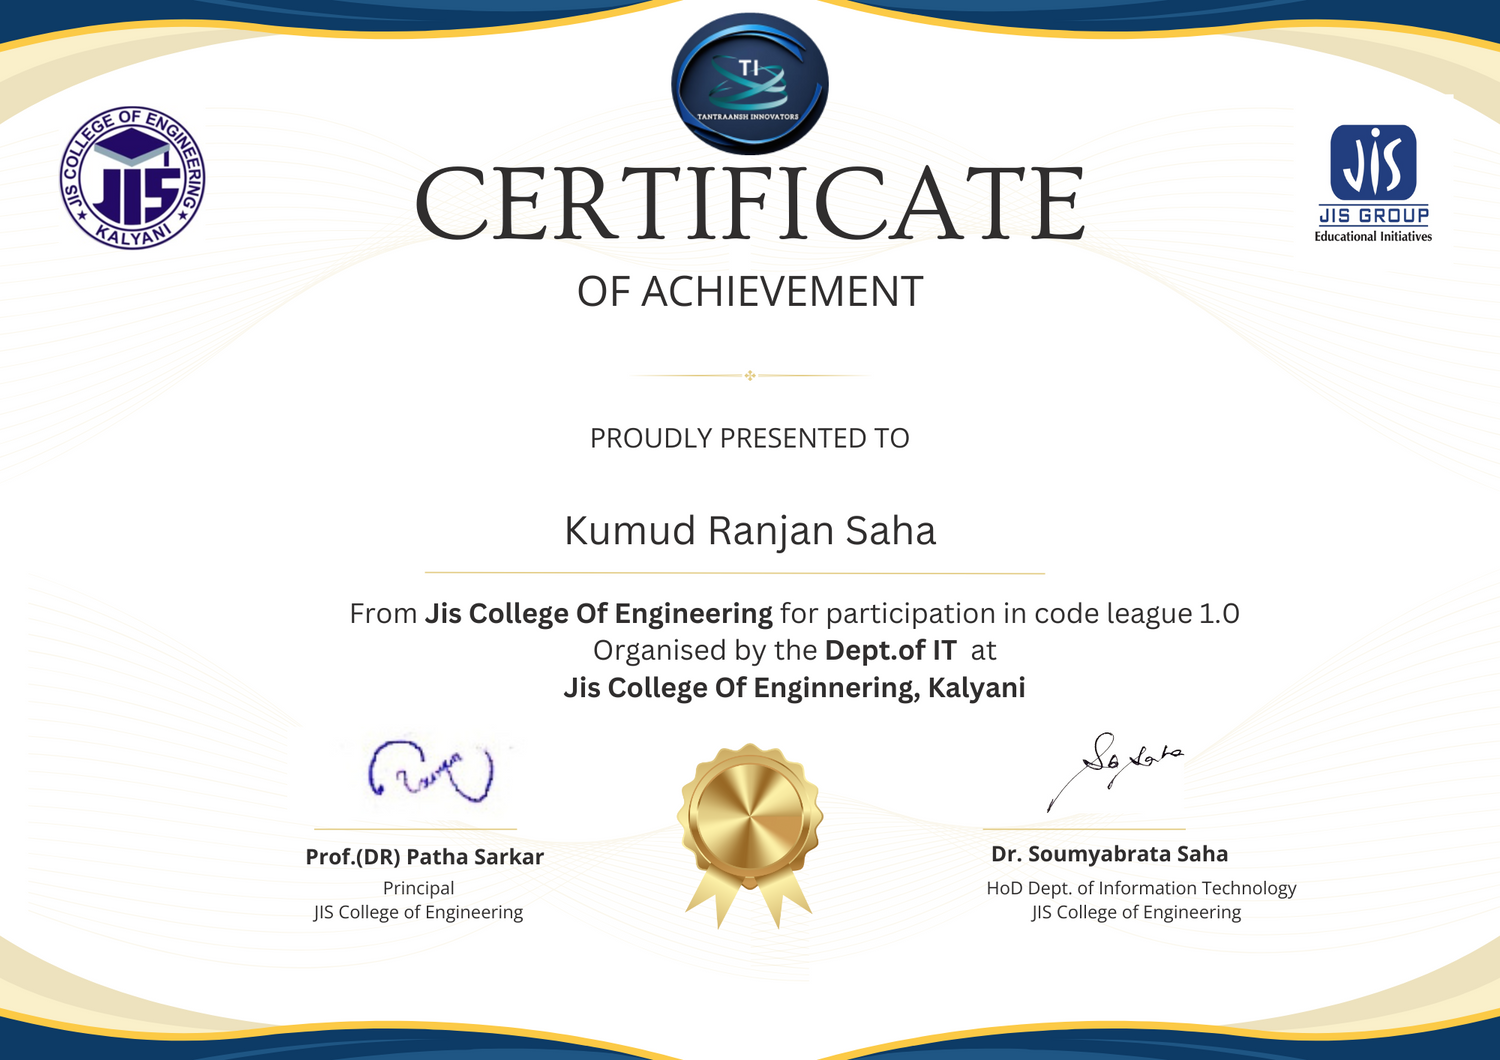 TI
TANTRAANSH INNOVATORS
JIS COLLEGE OF ENGINEERING
JIS
KALYANI
JiS
JIS GROUP
Educational Initiatives
CERTIFICATE
OF ACHIEVEMENT
PROUDLY PRESENTED TO
Kumud Ranjan Saha
From Jis College Of Engineering for participation in code league 1.0
Organised by the Dept.of IT at
Jis College Of Enginnering, Kalyani
Prof.(DR) Patha Sarkar
Principal
JIS College of Engineering
Dr. Soumyabrata Saha
HoD Dept. of Information Technology
JIS College of Engineering